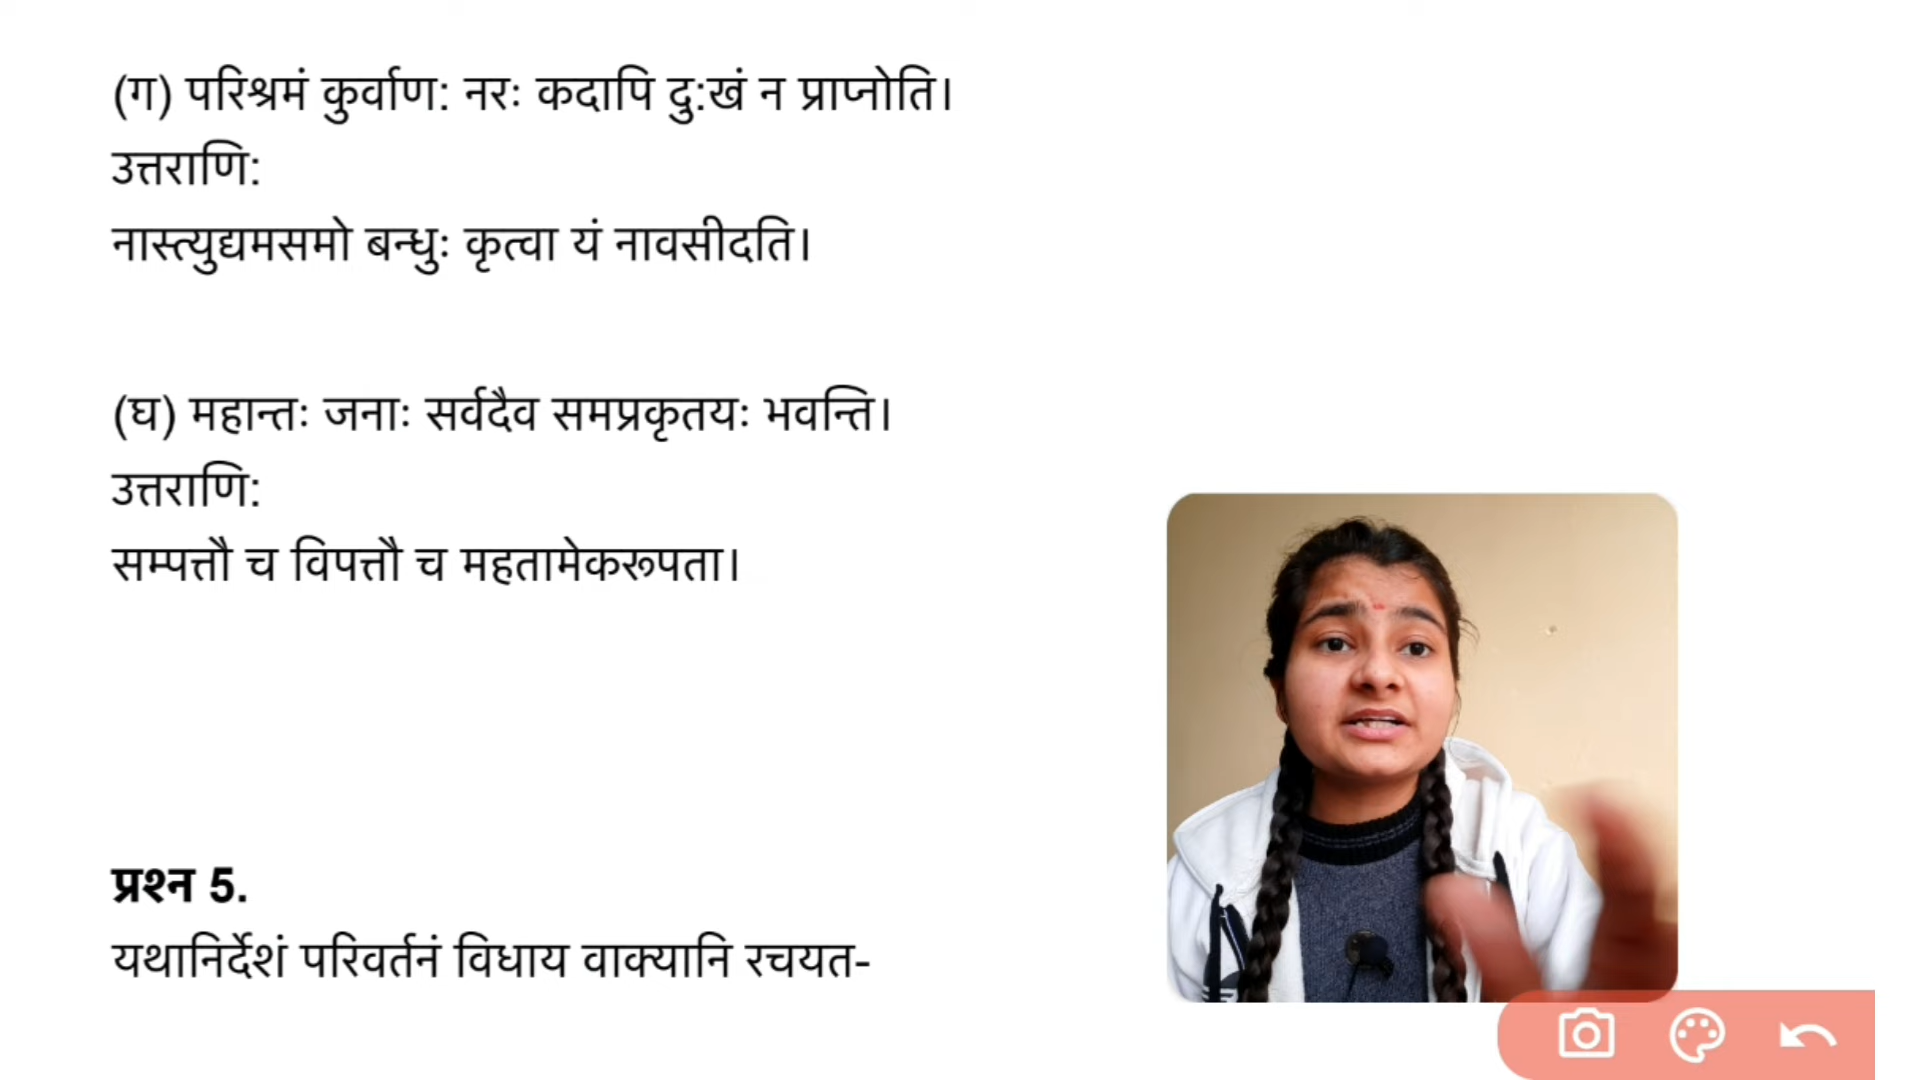 (ग) परिश्रमं कुर्वाण: नरः कदापि दु:खं न प्राप्नोति।
उत्तराणि:
नास्त्युद्यमसमो बन्धुः कृत्वा यं नावसीदति।
(घ) महान्तः जनाः सर्वदैव समप्रकृतयः भवन्ति।
उत्तराणि:
सम्पत्तौ च विपत्तौ च महतामेकरूपता।
प्रश्न 5.
यथानिर्देशं परिवर्तनं विधाय वाक्यानि रचयत-